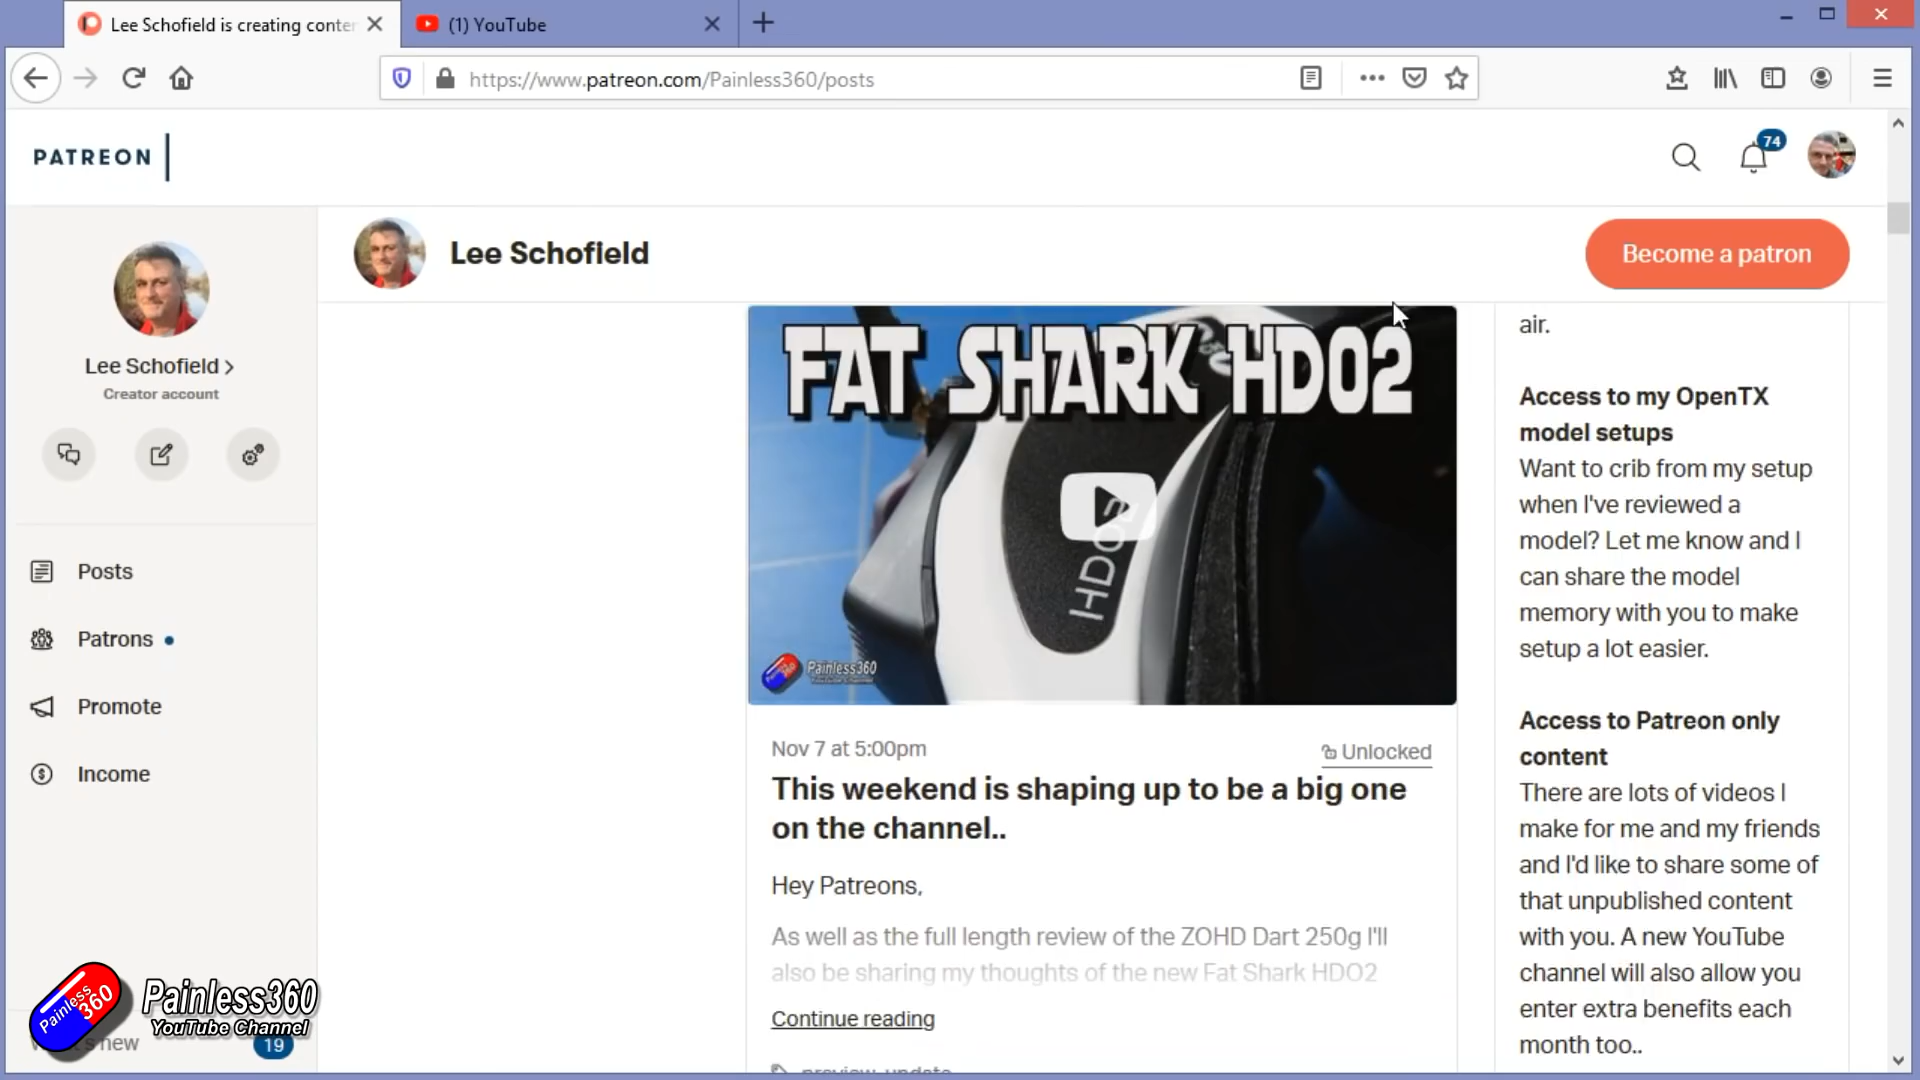 Lee Schofield is creating conter
(1) YouTube
https://www.patreon.com/Painless360/posts
PATREON
74
Lee Schofield
Become a patron
Lee Schofield
Creator account
Posts
Patrons
Promote
Income
's new
19
Painless 360
Painless360
YouTube Channel
FAT SHARK HDO2
HDO2
Painless360
YouTube Channel
Nov 7 at 5:00pm
Unlocked
This weekend is shaping up to be a big one
on the channel..
Hey Patreons,
As well as the full length review of the ZOHD Dart 250g I'll
also be sharing my thoughts of the new Fat Shark HDO2
Continue reading
preview, update
air.
Access to my OpenTX
model setups
Want to crib from my setup
when I've reviewed a
model? Let me know and I
can share the model
memory with you to make
setup a lot easier.
Access to Patreon only
content
There are lots of videos I
make for me and my friends
and I'd like to share some of
that unpublished content
with you. A new YouTube
channel will also allow you
enter extra benefits each
month too..